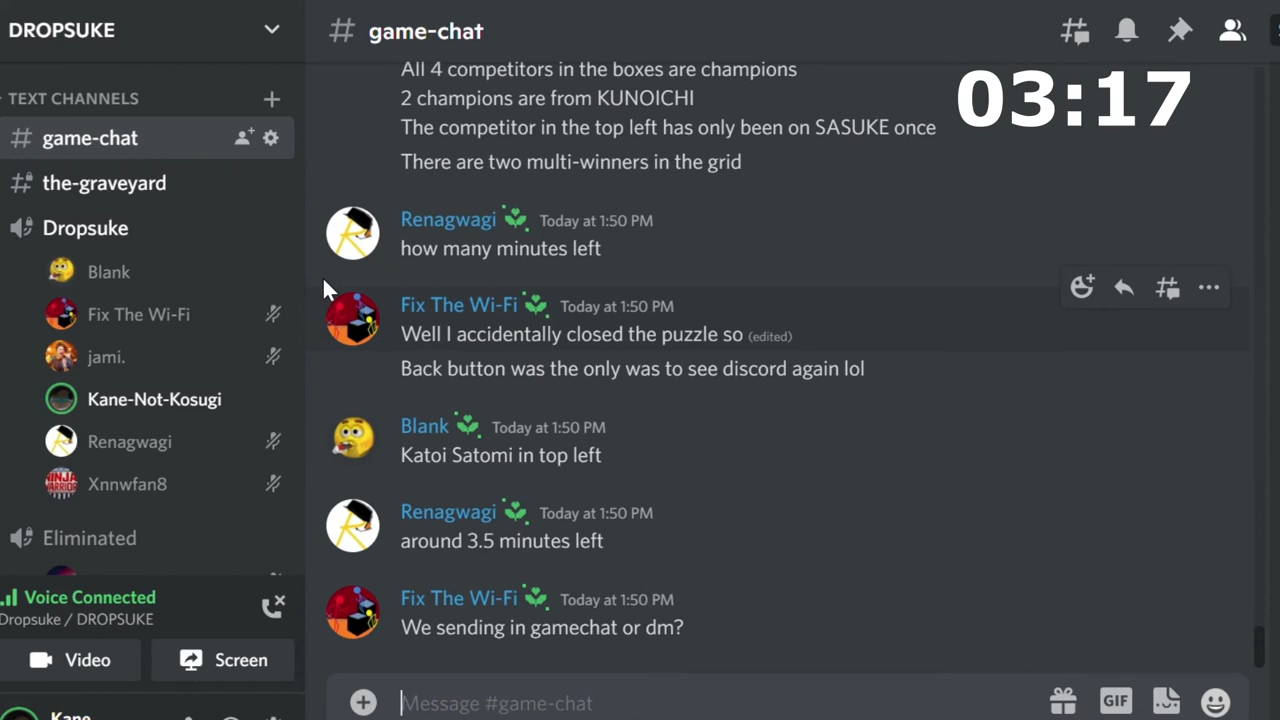 DROPSUKE
game-chat
All 4 competitors in the boxes are champions
03:17
TEXT CHANNELS
2 champions are from KUNOICHI
game-chat
The competitor in the top left has only been on SASUKE once
There are two multi-winners in the grid
the-graveyard
Renagwagi Today at 1:50 PM
Dropsuke
how many minutes left
Blank
Fix The Wi-Fi Today at 1:50 PM
Fix The Wi-Fi
Well I accidentally closed the puzzle so (edited)
jami.
Back button was the only was to see discord again lol
Kane-Not-Kosugi
Blank Today at 1:50 PM
Renagwagi
Katoi Satomi in top left
Xnnwfan8
NINJA
WARRIOR
Renagwagi Today at 1:50 PM
Eliminated
around 3.5 minutes left
Voice Connected
Fix The Wi-Fi Today at 1:50 PM
Dropsuke / DROPSUKE
We sending in gamechat or dm?
Video
Screen
Message #game-chat
GIF
Kane